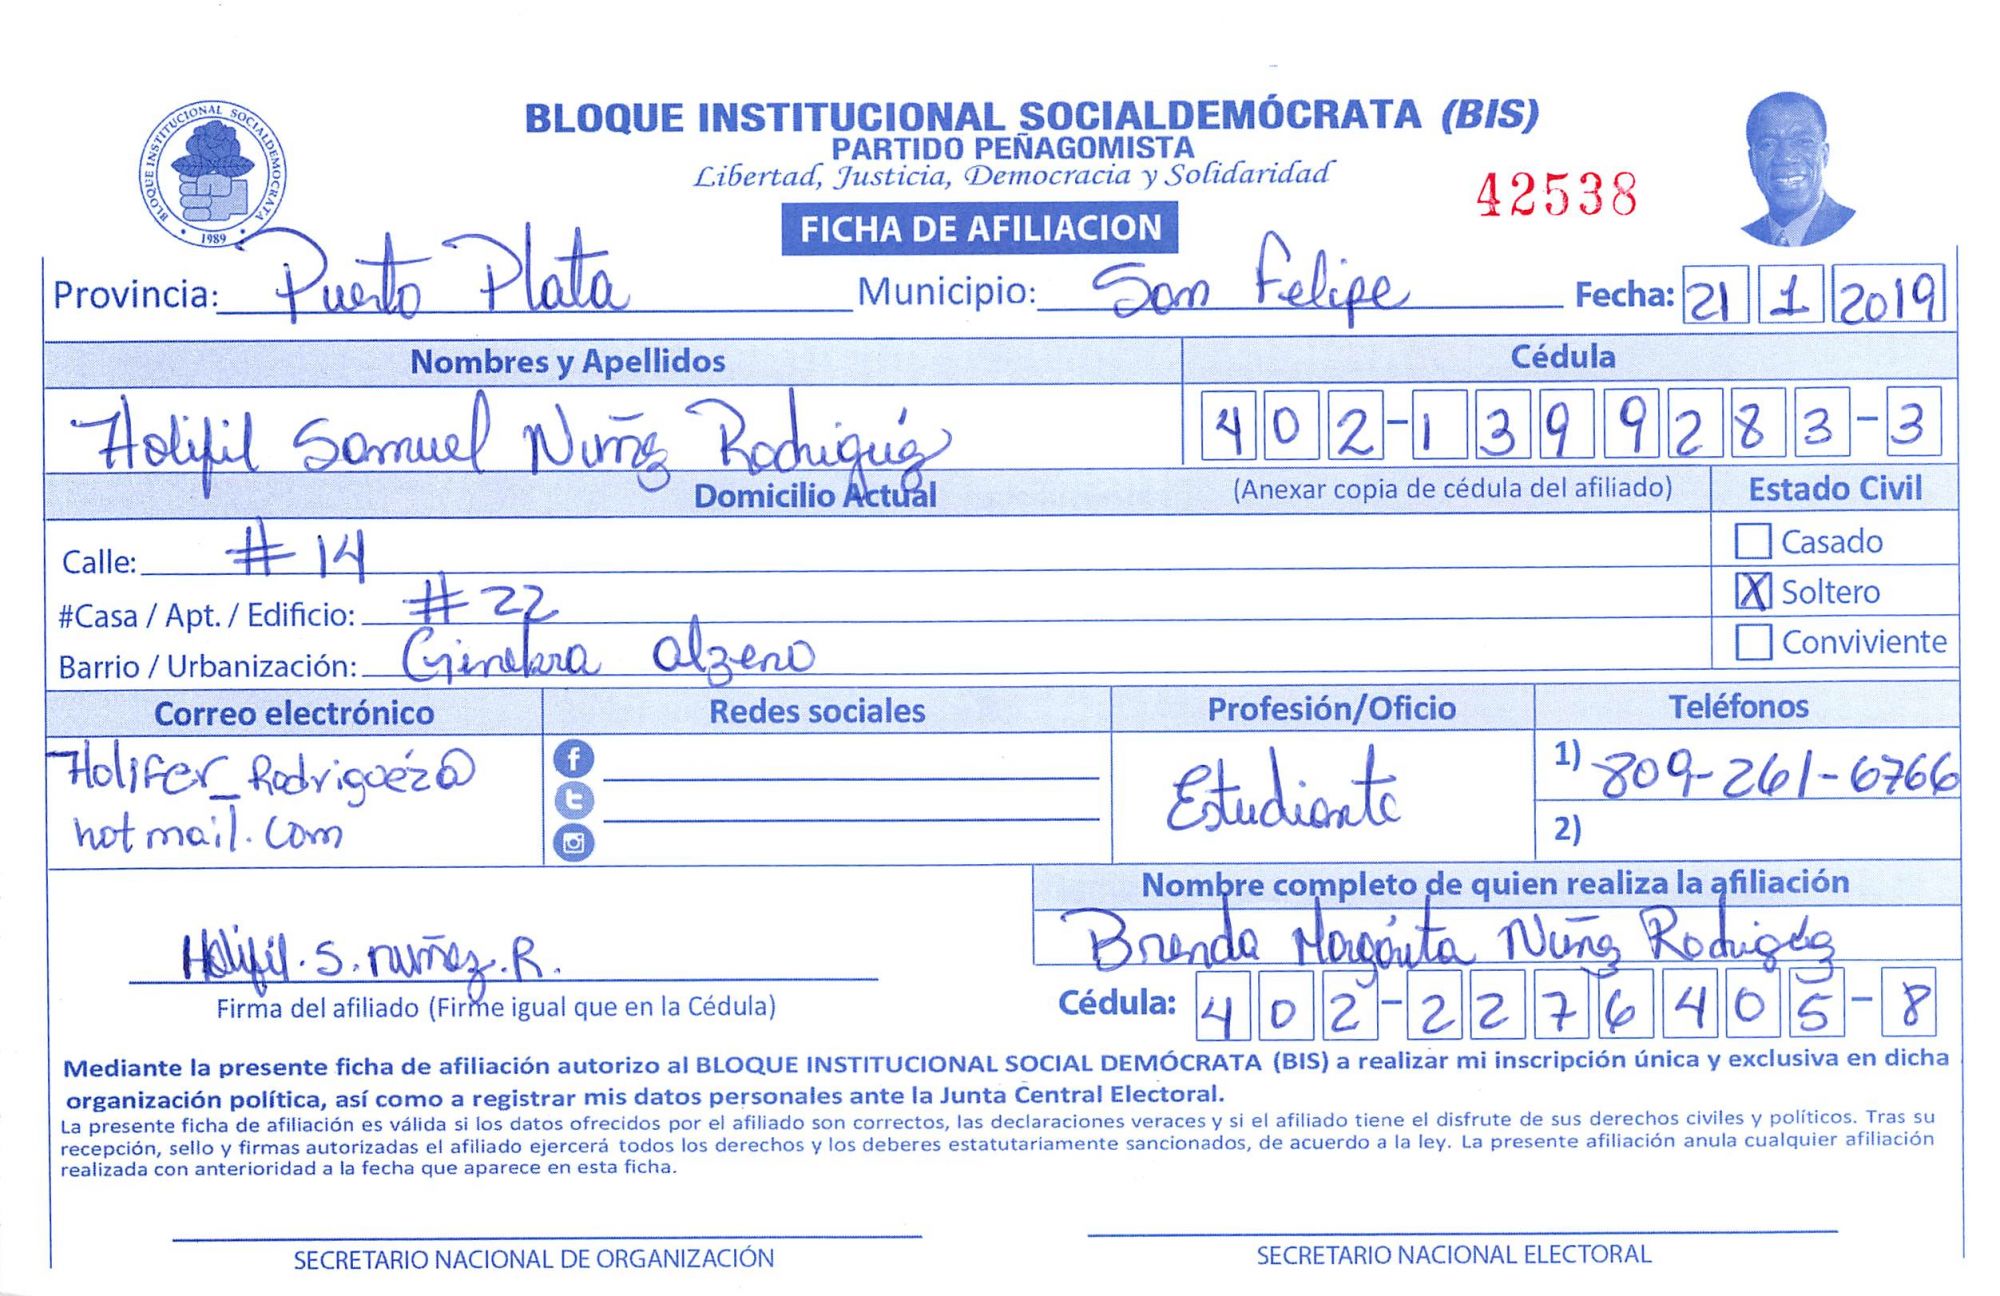 BLOQUE INSTITUCIONAL SOCIALDEMÓCRATA (BIS)
PARTIDO PEÑAGOMISTA
Libertad, Justicia, Democracia y Solidaridad
42538
BLOQUE INSTITUCIONAL SOCIALDEMOCRATA
1989
FICHA DE AFILIACION
Provincia: Puerto Plata Municipio: San Felipe Fecha: 21 1 2019
Nombres y Apellidos Cédula
Holifil Samuel Nuñez Rodriguéz 402-1399283-3
Domicilio Actual (Anexar copia de cédula del afiliado) Estado Civil
Calle: #14 Casado
#Casa / Apt. / Edificio: #22 X Soltero
Barrio / Urbanización: Ginebra alzeno Conviviente
Correo electrónico Redes sociales Profesión/Oficio Teléfonos
Holifer_Rodriguéz@ Estudiante 1) 809-261-6766
hotmail.com 2)
Nombre completo de quien realiza la afiliación
Holifil.S.nuñez.R. Brenda Margarita Nuñez Rodriguéz
Firma del afiliado (Firme igual que en la Cédula) Cédula: 402-2276405-8
Mediante la presente ficha de afiliación autorizo al BLOQUE INSTITUCIONAL SOCIAL DEMÓCRATA (BIS) a realizar mi inscripción única y exclusiva en dicha
organización política, así como a registrar mis datos personales ante la Junta Central Electoral.
La presente ficha de afiliación es válida si los datos ofrecidos por el afiliado son correctos, las declaraciones veraces y si el afiliado tiene el disfrute de sus derechos civiles y políticos. Tras su
recepción, sello y firmas autorizadas el afiliado ejercerá todos los derechos y los deberes estatutariamente sancionados, de acuerdo a la ley. La presente afiliación anula cualquier afiliación
realizada con anterioridad a la fecha que aparece en esta ficha.
SECRETARIO NACIONAL DE ORGANIZACIÓN SECRETARIO NACIONAL ELECTORAL